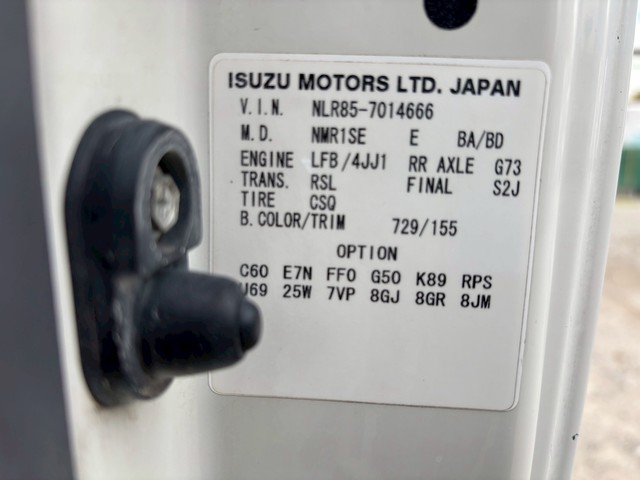 ISUZU MOTORS LTD. JAPAN
V.I.N. NLR85-7014666
M.D. NMR1SE E BA/BD
ENGINE LFB/4JJ1 RR AXLE G73
TRANS. RSL FINAL S2J
TIRE CSQ
B.COLOR/TRIM 729/155
OPTION
C60 E7N FF0 G50 K89 RPS
25W 7VP 8GJ 8GR 8JM